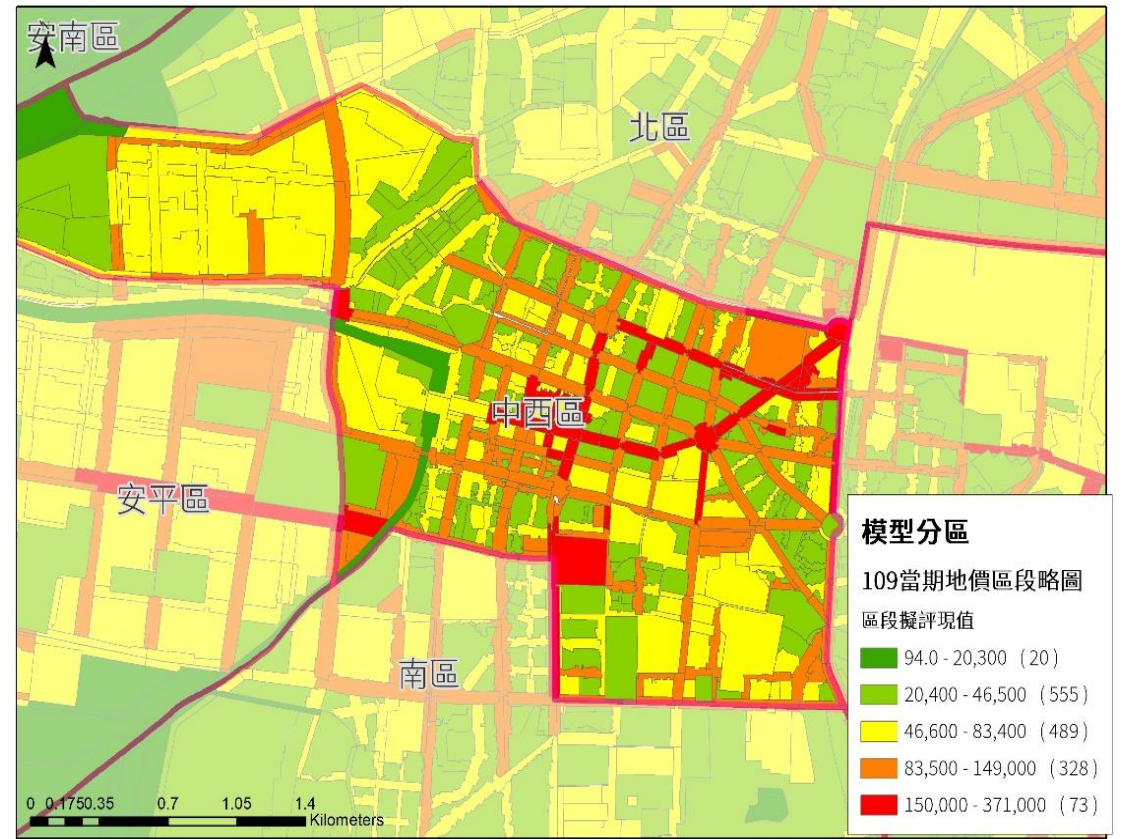 安南區
北區
中西區
安平區
南區
模型分區
109當期地價區段略圖
區段擬評現值
94.0 - 20,300 ( 20 )
20,400 - 46,500 ( 555 )
46,600 - 83,400 ( 489 )
83,500 - 149,000 ( 328 )
150,000 - 371,000 ( 73 )
0 0.1750.35 0.7 1.05 1.4
Kilometers